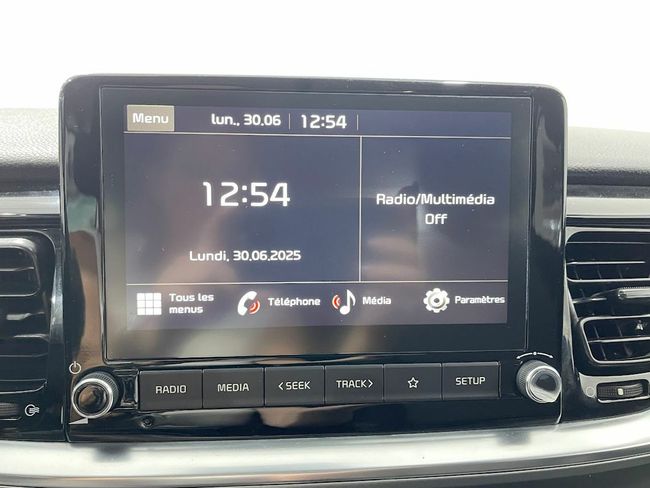 Menu lun., 30.06 12:54
12:54
Lundi, 30.06.2025
Radio/Multimédia
Off
Tous les
menus
Téléphone
Média
Paramètres
RADIO MEDIA <SEEK TRACK> ☆ SETUP